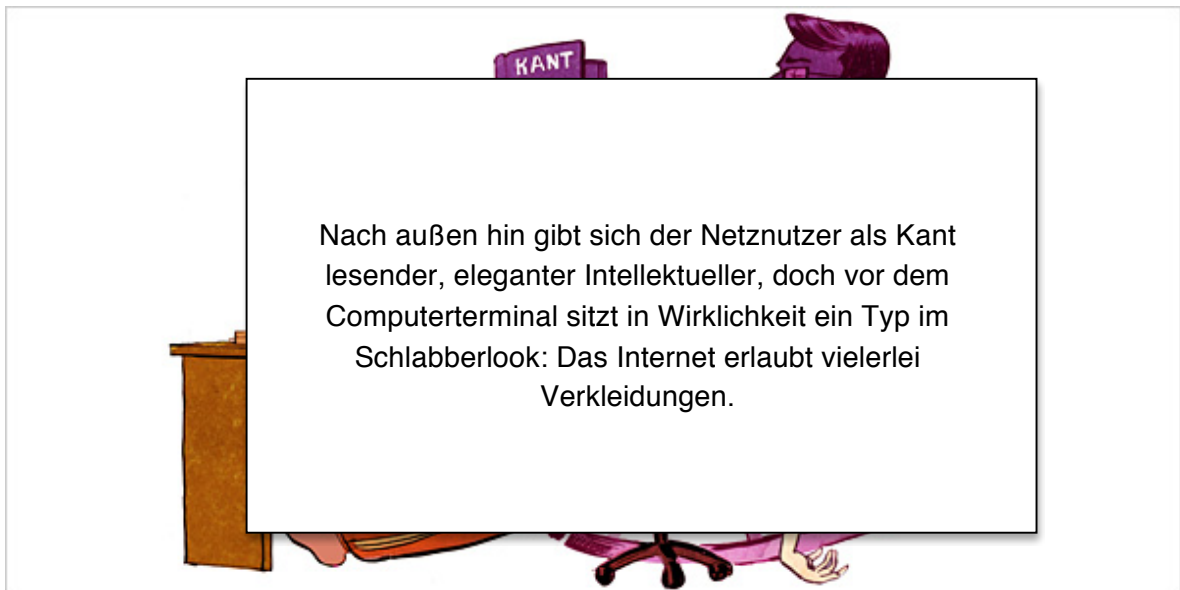 KANT
Nach außen hin gibt sich der Netznutzer als Kant
lesender, eleganter Intellektueller, doch vor dem
Computerterminal sitzt in Wirklichkeit ein Typ im
Schlabberlook: Das Internet erlaubt vielerlei
Verkleidungen.